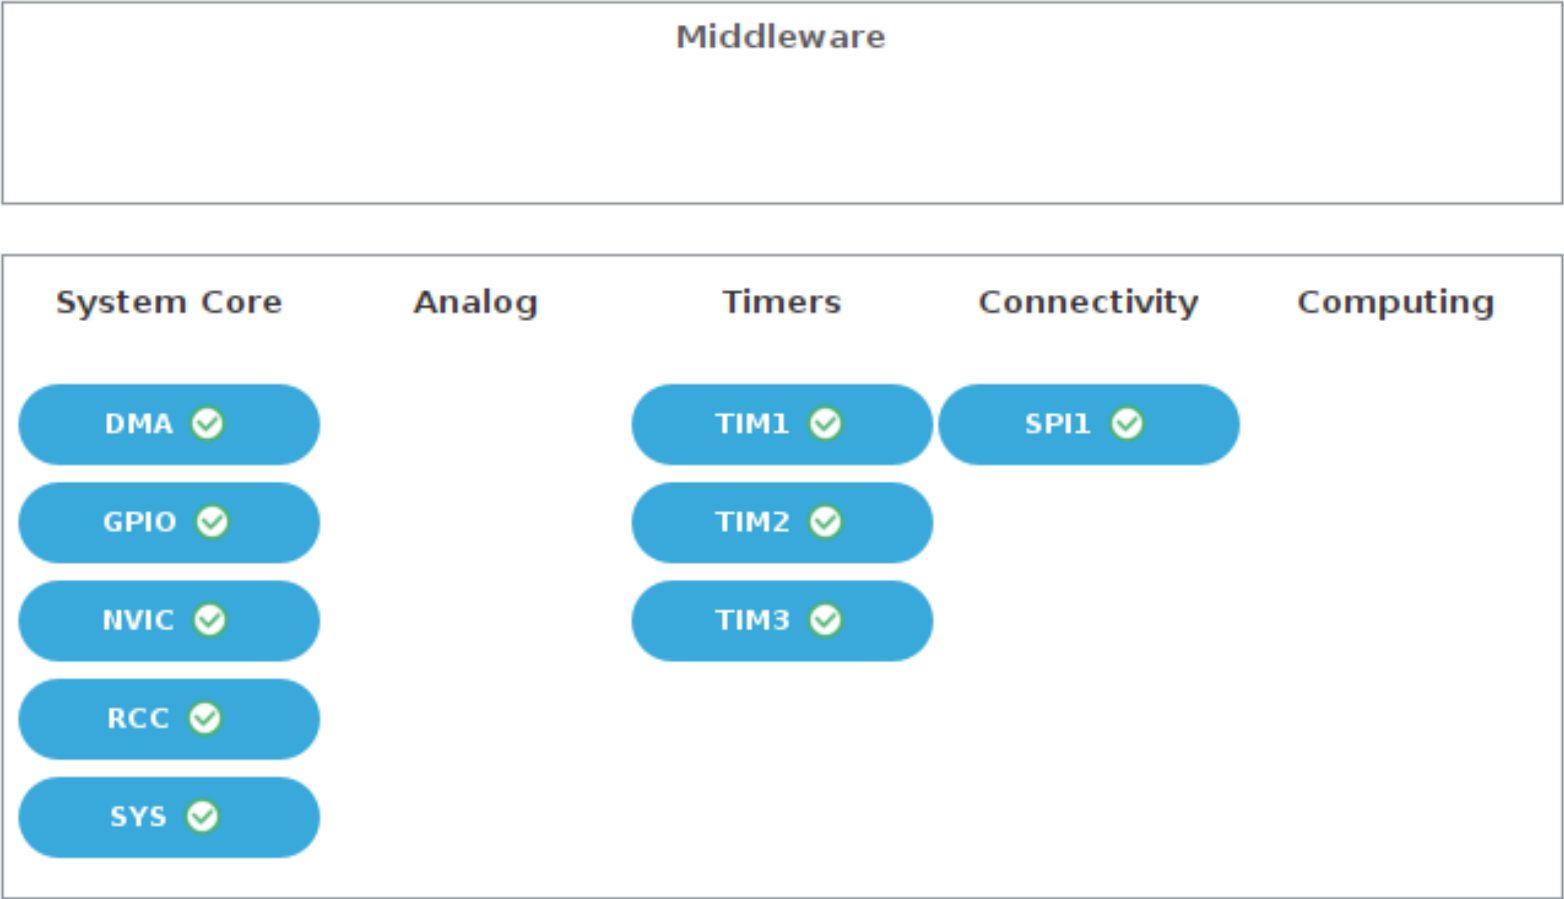 Middleware
System Core Analog Timers Connectivity Computing
DMA TIM1 SPI1
GPIO TIM2
NVIC TIM3
RCC
SYS